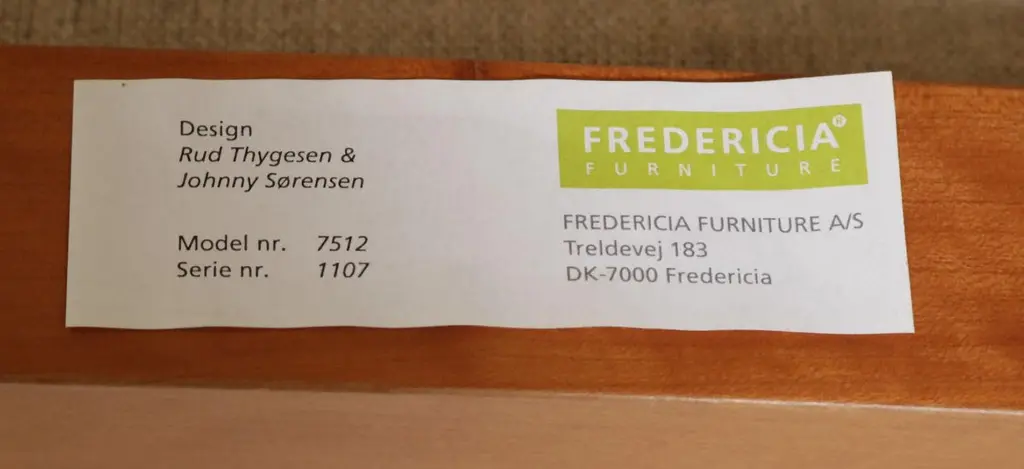 Design
Rud Thygesen &
Johnny Sørensen
Model nr. 7512
Serie nr. 1107
FREDERICIA®
FURNITURE
FREDERICIA FURNITURE A/S
Treldevej 183
DK-7000 Fredericia